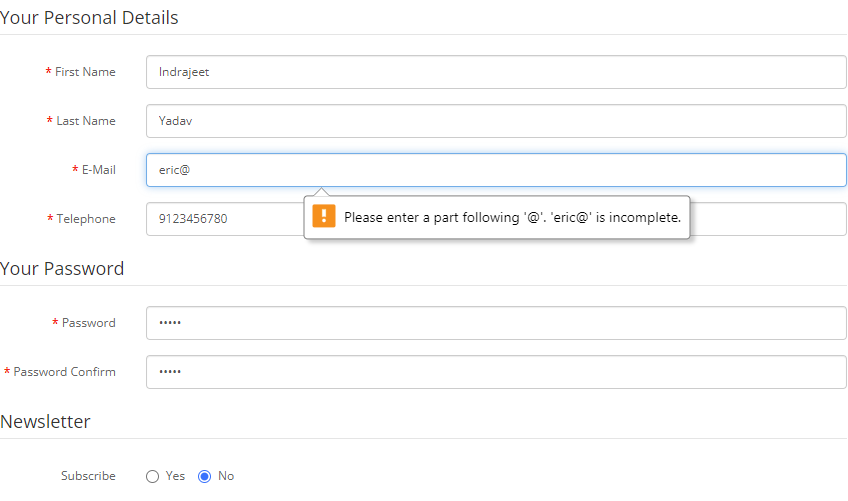 Your Personal Details
* First Name Indrajeet
* Last Name Yadav
* E-Mail eric@
* Telephone 9123456780
! Please enter a part following '@'. 'eric@' is incomplete.
Your Password
* Password •••••
* Password Confirm •••••
Newsletter
Subscribe Yes No